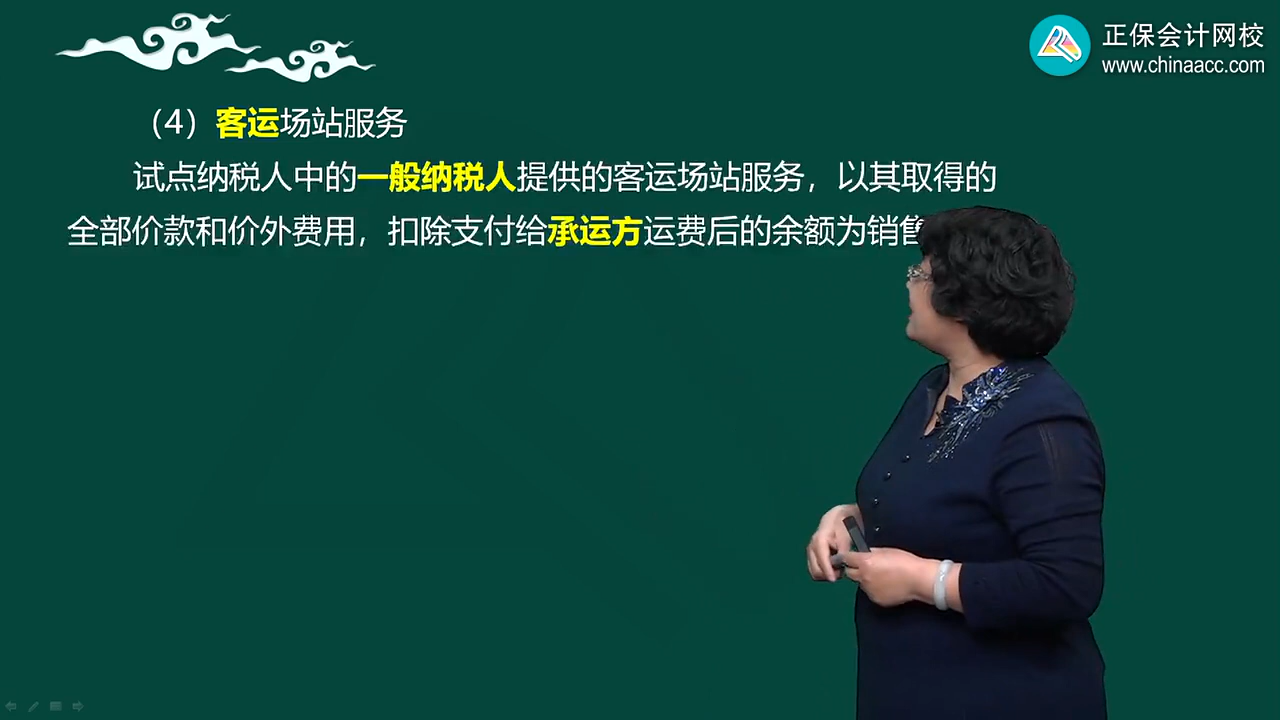 正保会计网校
www.chinaacc.com
（4）客运场站服务
试点纳税人中的一般纳税人提供的客运场站服务，以其取得的
全部价款和价外费用，扣除支付给承运方运费后的余额为销售